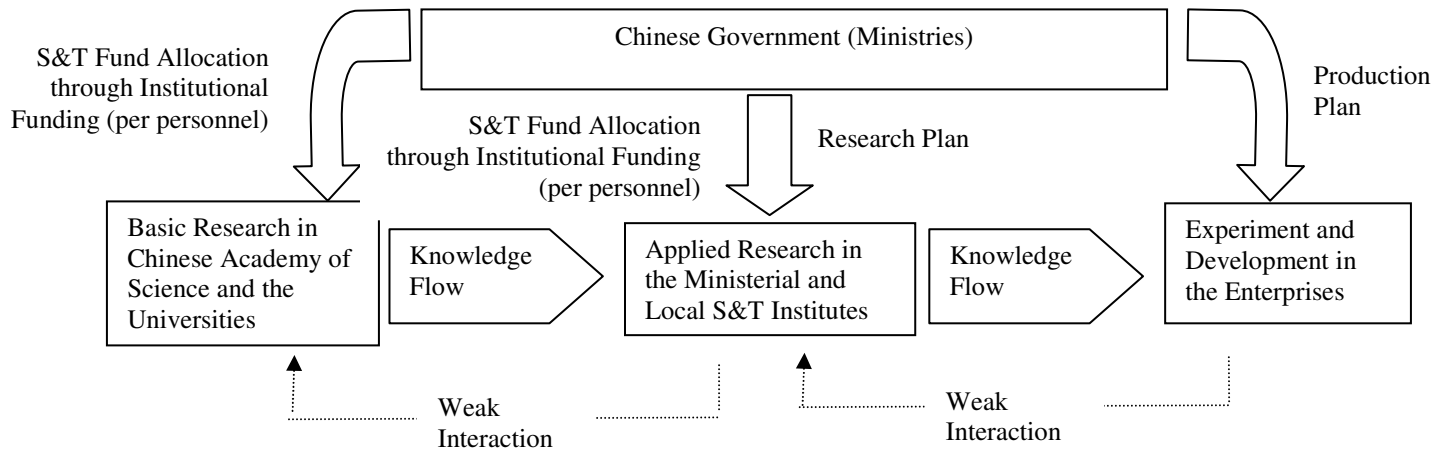 Chinese Government (Ministries)
S&T Fund Allocation
through Institutional
Funding (per personnel)
S&T Fund Allocation
through Institutional Funding
(per personnel)
Research Plan
Production
Plan
Basic Research in
Chinese Academy of
Science and the
Universities
Knowledge
Flow
Applied Research in
the Ministerial and
Local S&T Institutes
Knowledge
Flow
Experiment and
Development in
the Enterprises
Weak
Interaction
Weak
Interaction